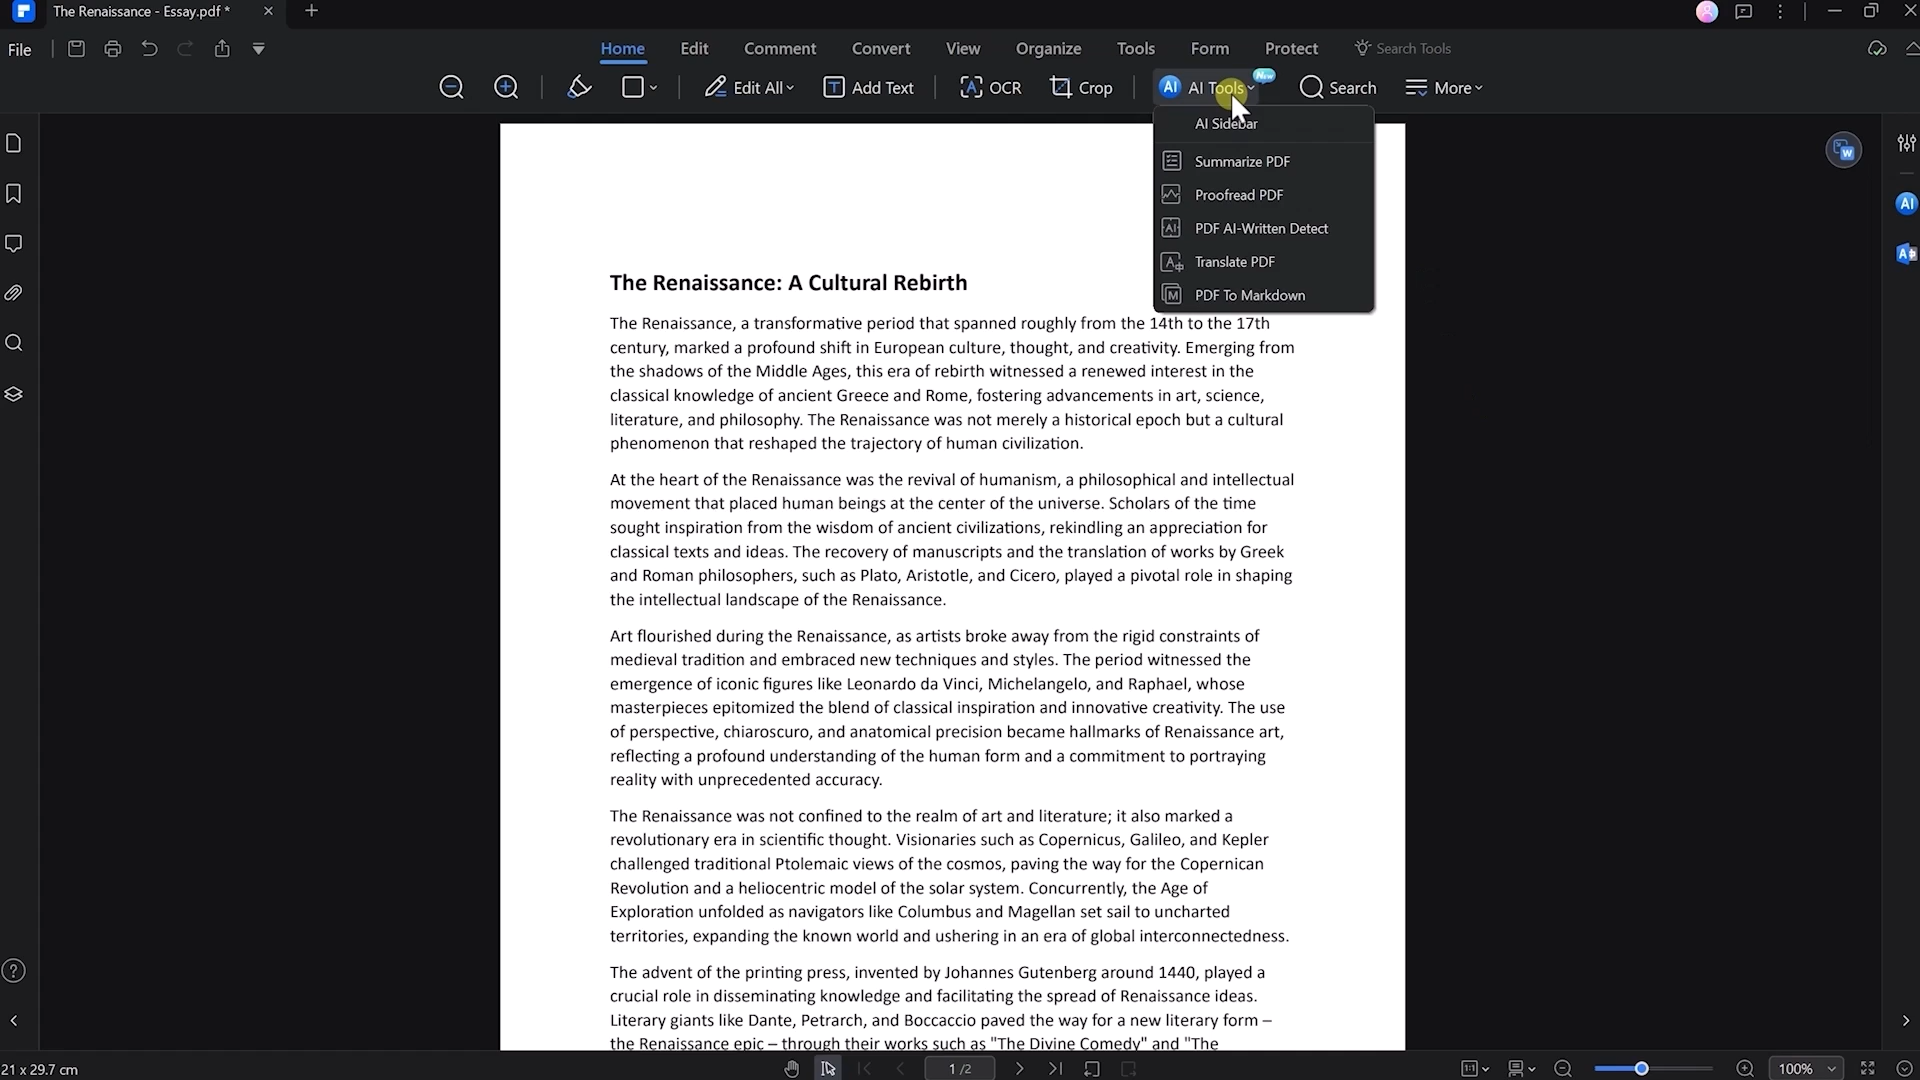 The Renaissance - Essay.pdf *
File
Home
Edit
Comment
Convert
View
Organize
Tools
Form
Protect
Search Tools
Edit All
Add Text
OCR
Crop
AI
AI Tools
New
Search
More
AI Sidebar
Summarize PDF
Proofread PDF
PDF AI-Written Detect
Translate PDF
PDF To Markdown
The Renaissance: A Cultural Rebirth
The Renaissance, a transformative period that spanned roughly from the 14th to the 17th
century, marked a profound shift in European culture, thought, and creativity. Emerging from
the shadows of the Middle Ages, this era of rebirth witnessed a renewed interest in the
classical knowledge of ancient Greece and Rome, fostering advancements in art, science,
literature, and philosophy. The Renaissance was not merely a historical epoch but a cultural
phenomenon that reshaped the trajectory of human civilization.
At the heart of the Renaissance was the revival of humanism, a philosophical and intellectual
movement that placed human beings at the center of the universe. Scholars of the time
sought inspiration from the wisdom of ancient civilizations, rekindling an appreciation for
classical texts and ideas. The recovery of manuscripts and the translation of works by Greek
and Roman philosophers, such as Plato, Aristotle, and Cicero, played a pivotal role in shaping
the intellectual landscape of the Renaissance.
Art flourished during the Renaissance, as artists broke away from the rigid constraints of
medieval tradition and embraced new techniques and styles. The period witnessed the
emergence of iconic figures like Leonardo da Vinci, Michelangelo, and Raphael, whose
masterpieces epitomized the blend of classical inspiration and innovative creativity. The use
of perspective, chiaroscuro, and anatomical precision became hallmarks of Renaissance art,
reflecting a profound understanding of the human form and a commitment to portraying
reality with unprecedented accuracy.
The Renaissance was not confined to the realm of art and literature; it also marked a
revolutionary era in scientific thought. Visionaries such as Copernicus, Galileo, and Kepler
challenged traditional Ptolemaic views of the cosmos, paving the way for the Copernican
Revolution and a heliocentric model of the solar system. Concurrently, the Age of
Exploration unfolded as navigators like Columbus and Magellan set sail to uncharted
territories, expanding the known world and ushering in an era of global interconnectedness.
The advent of the printing press, invented by Johannes Gutenberg around 1440, played a
crucial role in disseminating knowledge and facilitating the spread of Renaissance ideas.
Literary giants like Dante, Petrarch, and Boccaccio paved the way for a new literary form –
the Renaissance epic – through their works such as "The Divine Comedy" and "The
W
AI
21 x 29.7 cm
1 /2
100%